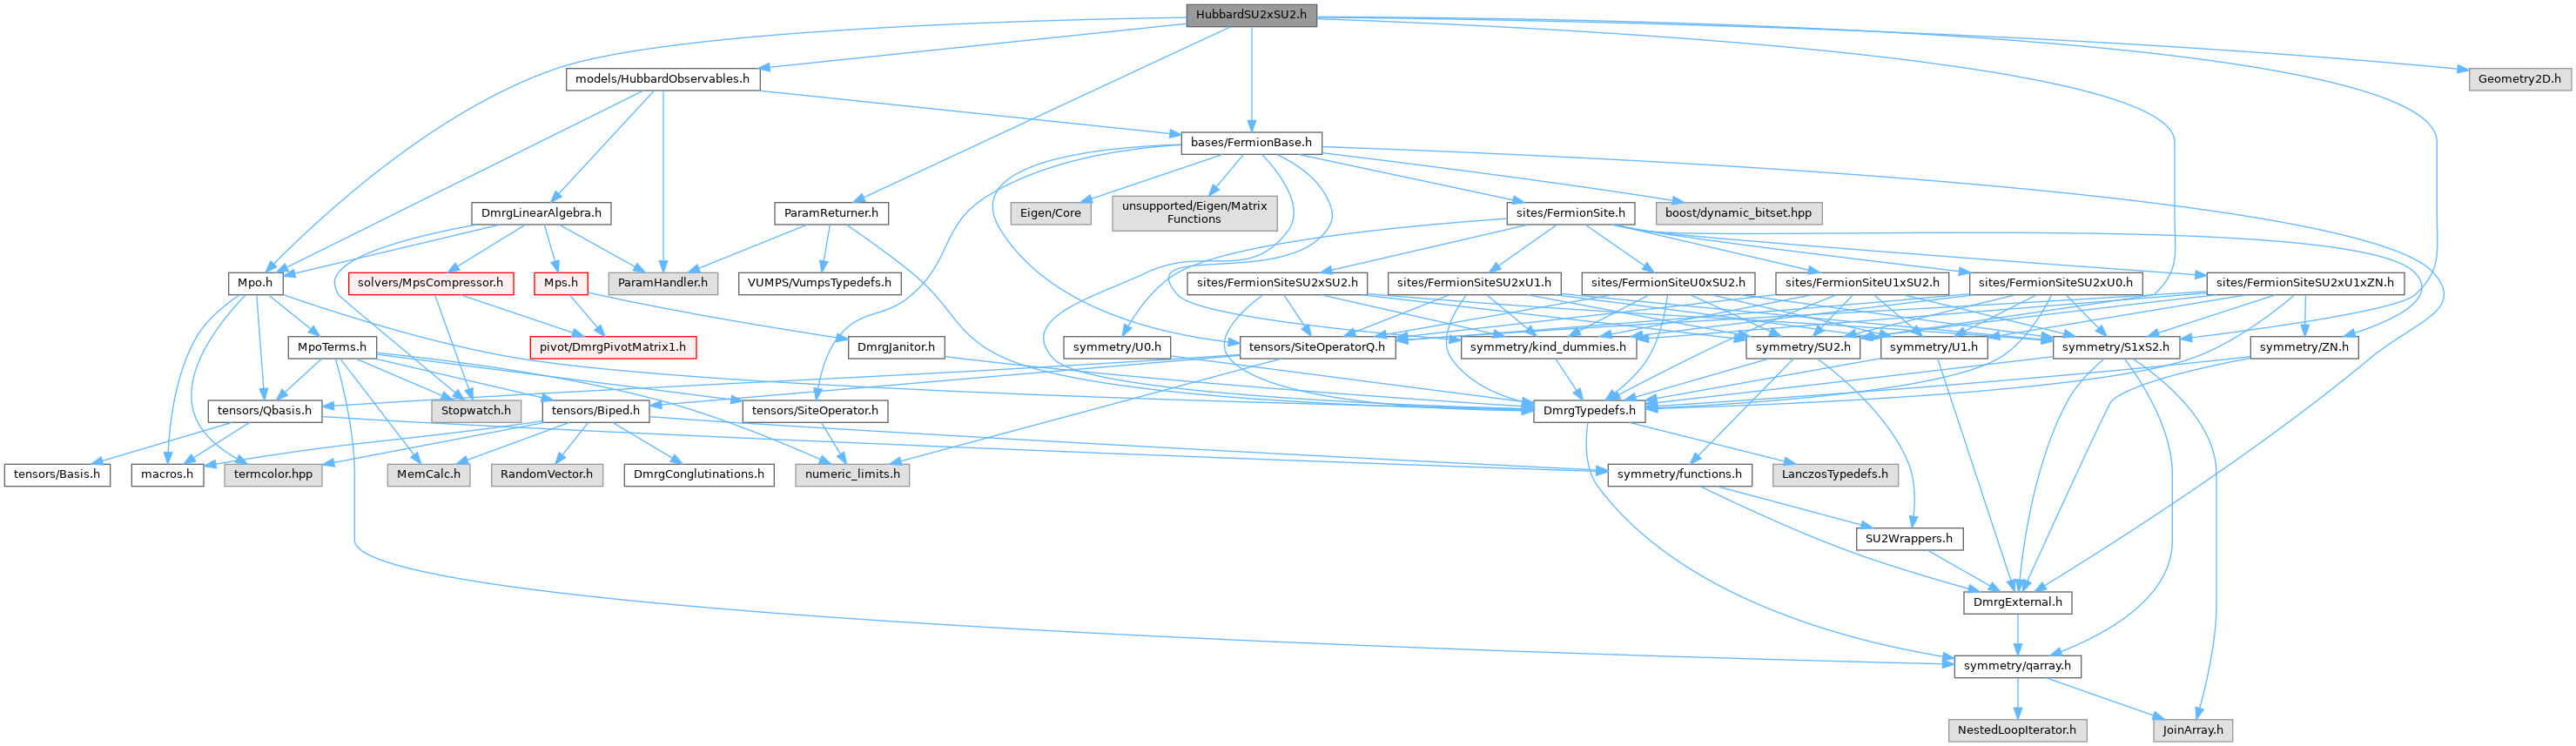 HubbardSU2xSU2.h
models/HubbardObservables.h
Geometry2D.h
bases/FermionBase.h
DmrgLinearAlgebra.h
ParamReturner.h
Eigen/Core
unsupported/Eigen/Matrix
Functions
sites/FermionSite.h
boost/dynamic_bitset.hpp
Mpo.h
solvers/MpsCompressor.h
Mps.h
ParamHandler.h
VUMPS/VumpsTypedefs.h
sites/FermionSiteSU2xSU2.h
sites/FermionSiteSU2xU1.h
sites/FermionSiteU0xSU2.h
sites/FermionSiteU1xSU2.h
sites/FermionSiteSU2xU0.h
sites/FermionSiteSU2xU1xZN.h
MpoTerms.h
pivot/DmrgPivotMatrix1.h
DmrgJanitor.h
symmetry/U0.h
tensors/SiteOperatorQ.h
symmetry/kind_dummies.h
symmetry/SU2.h
symmetry/U1.h
symmetry/S1xS2.h
symmetry/ZN.h
tensors/Qbasis.h
Stopwatch.h
tensors/Biped.h
tensors/SiteOperator.h
DmrgTypedefs.h
tensors/Basis.h
macros.h
termcolor.hpp
MemCalc.h
RandomVector.h
DmrgConglutinations.h
numeric_limits.h
symmetry/functions.h
LanczosTypedefs.h
SU2Wrappers.h
DmrgExternal.h
symmetry/qarray.h
NestedLoopIterator.h
JoinArray.h